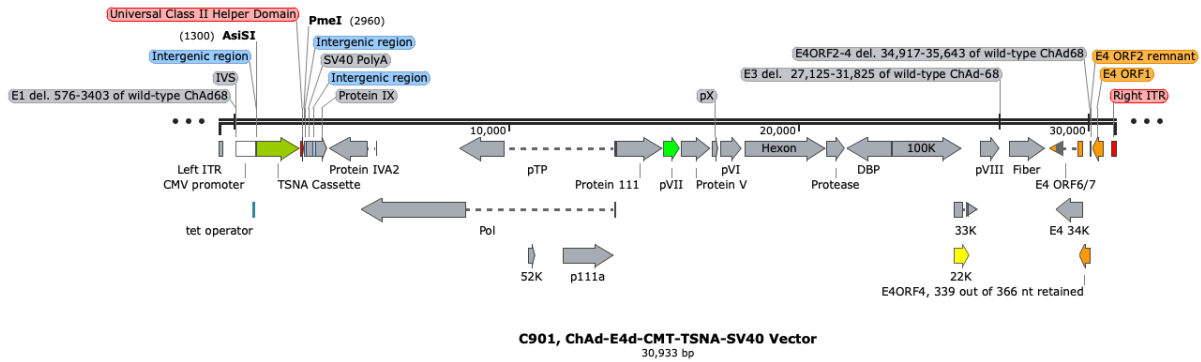 Universal Class II Helper Domain
PmeI (2960)
(1300) AsiSI
Intergenic region
E4ORF2-4 del. 34,917-35,643 of wild-type ChAd68
E4 ORF2 remnant
Intergenic region
SV40 PolyA
E3 del. 27,125-31,825 of wild-type ChAd-68
E4 ORF1
IVS
Intergenic region
E1 del. 576-3403 of wild-type ChAd68
Protein IX
pX
Right ITR
10,000
20,000
30,000
Hexon
100K
Left ITR
Protein IVA2
pTP
pVII
pVI
DBP
pVIII
Fiber
CMV promoter
TSNA Cassette
Protein 111
Protein V
Protease
E4 ORF6/7
tet operator
Pol
33K
E4 34K
52K
p111a
22K
E4ORF4, 339 out of 366 nt retained
C901, ChAd-E4d-CMT-TSNA-SV40 Vector
30,933 bp